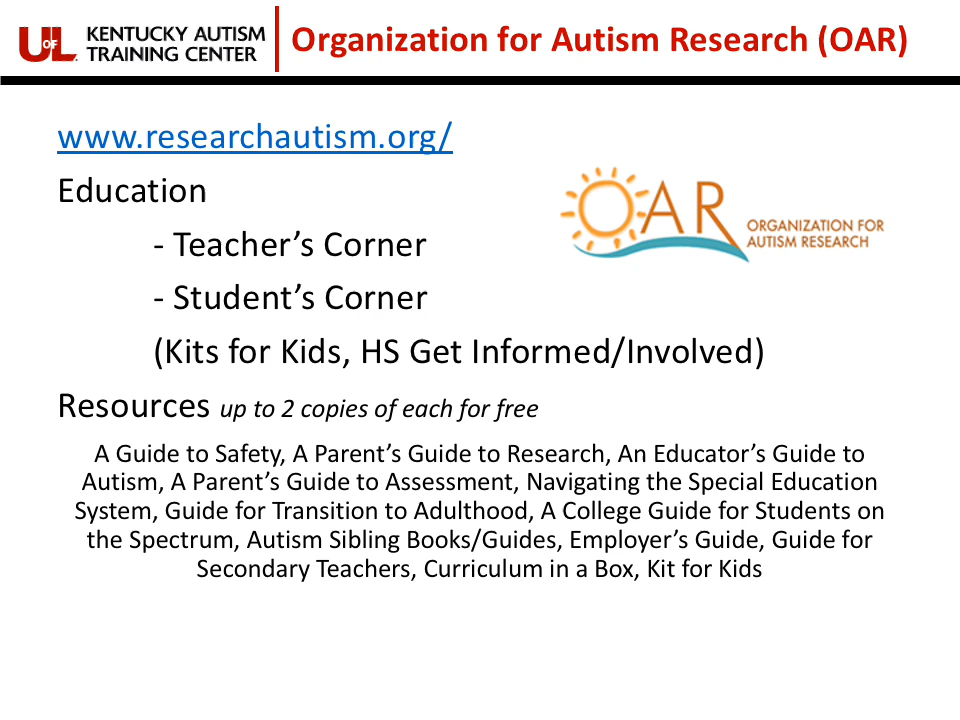 UofL KENTUCKY AUTISM
TRAINING CENTER
Organization for Autism Research (OAR)
www.researchautism.org/
Education
- Teacher’s Corner
- Student’s Corner
(Kits for Kids, HS Get Informed/Involved)
OAR
ORGANIZATION FOR
AUTISM RESEARCH
Resources up to 2 copies of each for free
A Guide to Safety, A Parent’s Guide to Research, An Educator’s Guide to
Autism, A Parent’s Guide to Assessment, Navigating the Special Education
System, Guide for Transition to Adulthood, A College Guide for Students on
the Spectrum, Autism Sibling Books/Guides, Employer’s Guide, Guide for
Secondary Teachers, Curriculum in a Box, Kit for Kids